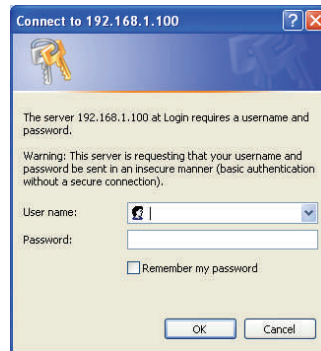 Connect to 192.168.1.100
The server 192.168.1.100 at Login requires a username and
password.
Warning: This server is requesting that your username and
password be sent in an insecure manner (basic authentication
without a secure connection).
User name:
Password:
Remember my password
OK Cancel